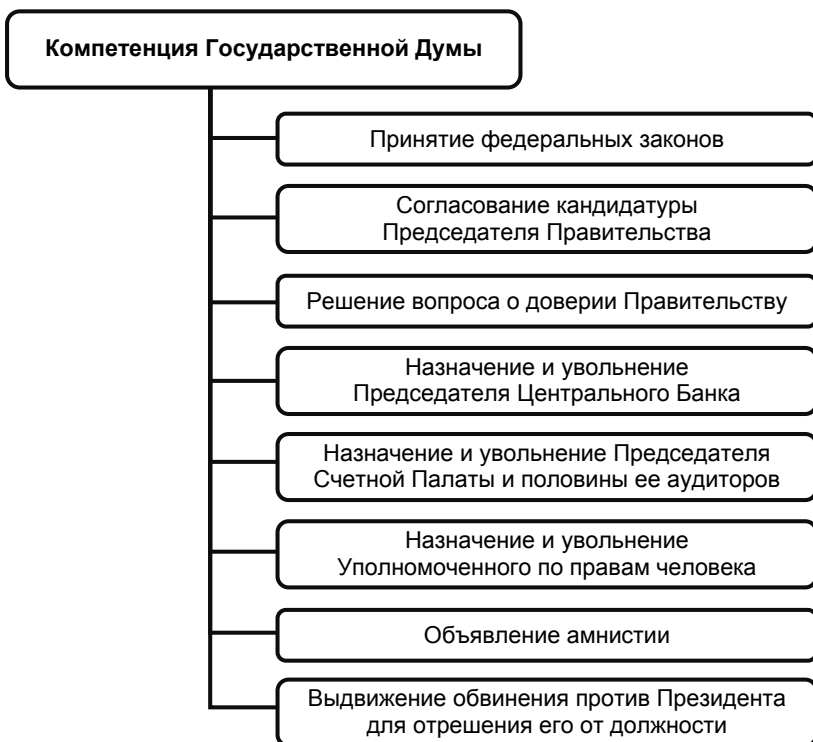 Компетенция Государственной Думы
Принятие федеральных законов
Согласование кандидатуры
Председателя Правительства
Решение вопроса о доверии Правительству
Назначение и увольнение
Председателя Центрального Банка
Назначение и увольнение Председателя
Счетной Палаты и половины ее аудиторов
Назначение и увольнение
Уполномоченного по правам человека
Объявление амнистии
Выдвижение обвинения против Президента
для отрешения его от должности